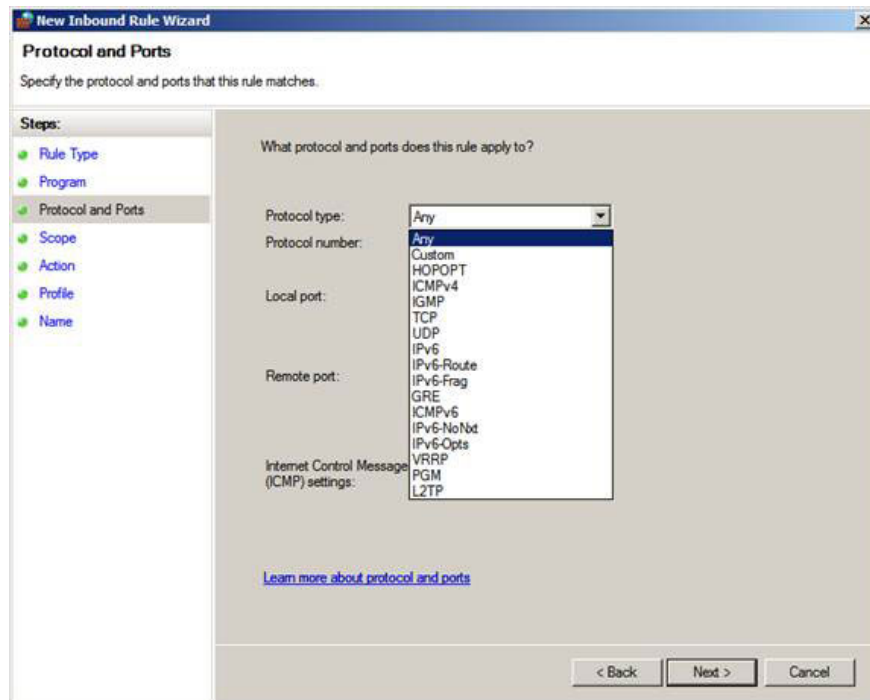 New Inbound Rule Wizard
Protocol and Ports
Specify the protocol and ports that this rule matches.
Steps:
Rule Type
Program
Protocol and Ports
Scope
Action
Profile
Name
What protocol and ports does this rule apply to?
Protocol type:
Any
Protocol number:
Local port:
Remote port:
Internet Control Message
(ICMP) settings:
Any
Custom
HOPOPT
ICMPv4
IGMP
TCP
UDP
IPv6
IPv6-Route
IPv6-Frag
GRE
ICMPv6
IPv6-NoNxt
IPv6-Opts
VRRP
PGM
L2TP
Learn more about protocol and ports
< Back
Next >
Cancel